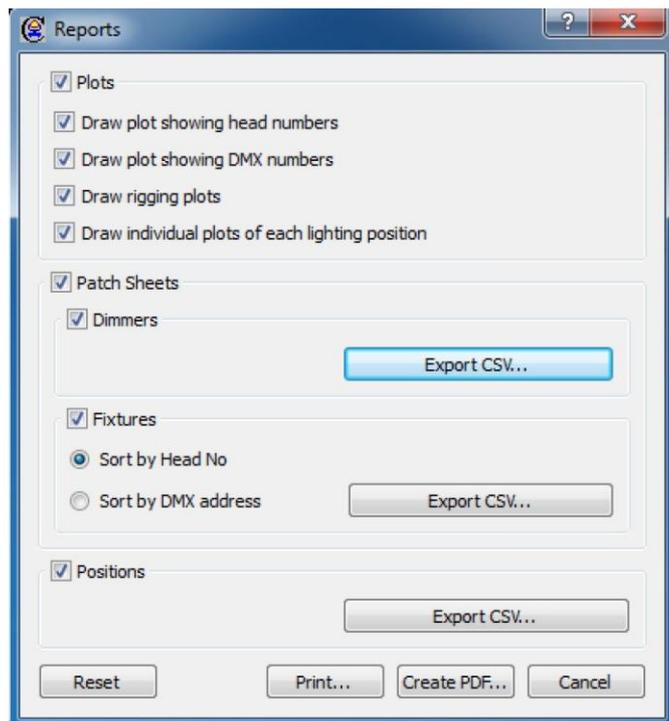 Reports
Plots
Draw plot showing head numbers
Draw plot showing DMX numbers
Draw rigging plots
Draw individual plots of each lighting position
Patch Sheets
Dimmers
Export CSV...
Fixtures
Sort by Head No
Sort by DMX address
Export CSV...
Positions
Export CSV...
Reset
Print...
Create PDF...
Cancel